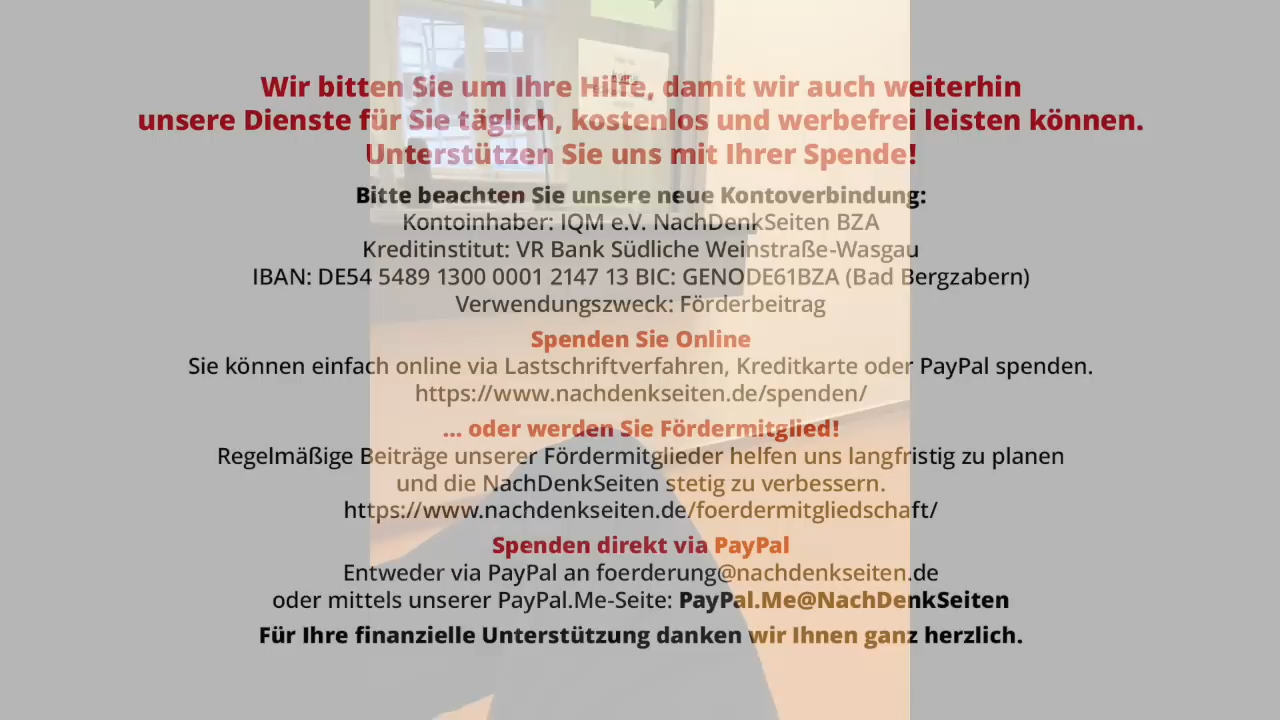 Wir bitten Sie um Ihre Hilfe, damit wir auch weiterhin
unsere Dienste für Sie täglich, kostenlos und werbefrei leisten können.
Unterstützen Sie uns mit Ihrer Spende!
Bitte beachten Sie unsere neue Kontoverbindung:
Kontoinhaber: IQM e.V. NachDenkSeiten BZA
Kreditinstitut: VR Bank Südliche Weinstraße-Wasgau
IBAN: DE54 5489 1300 0001 2147 13 BIC: GENODE61BZA (Bad Bergzabern)
Verwendungszweck: Förderbeitrag
Spenden Sie Online
Sie können einfach online via Lastschriftverfahren, Kreditkarte oder PayPal spenden.
https://www.nachdenkseiten.de/spenden/
... oder werden Sie Fördermitglied!
Regelmäßige Beiträge unserer Fördermitglieder helfen uns langfristig zu planen
und die NachDenkSeiten stetig zu verbessern.
https://www.nachdenkseiten.de/foerdermitgliedschaft/
Spenden direkt via PayPal
Entweder via PayPal an foerderung@nachdenkseiten.de
oder mittels unserer PayPal.Me-Seite: PayPal.Me@NachDenkSeiten
Für Ihre finanzielle Unterstützung danken wir Ihnen ganz herzlich.